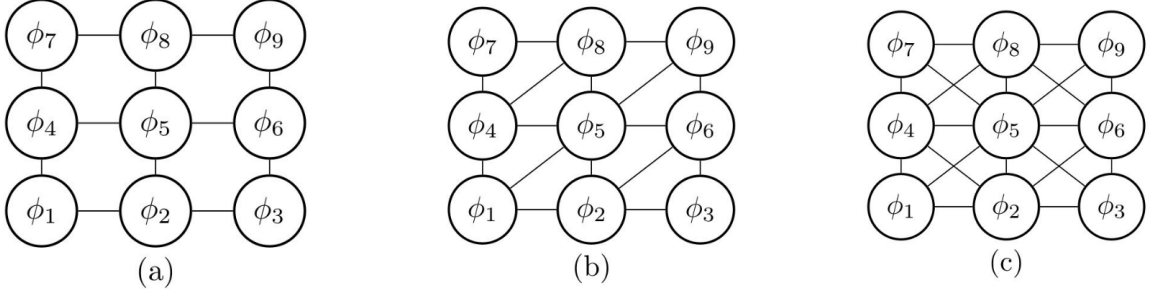 ϕ7 ϕ8 ϕ9 ϕ7 ϕ8 ϕ9 ϕ7 ϕ8 ϕ9
ϕ4 ϕ5 ϕ6 ϕ4 ϕ5 ϕ6 ϕ4 ϕ5 ϕ6
ϕ1 ϕ2 ϕ3 ϕ1 ϕ2 ϕ3 ϕ1 ϕ2 ϕ3
(a) (b) (c)